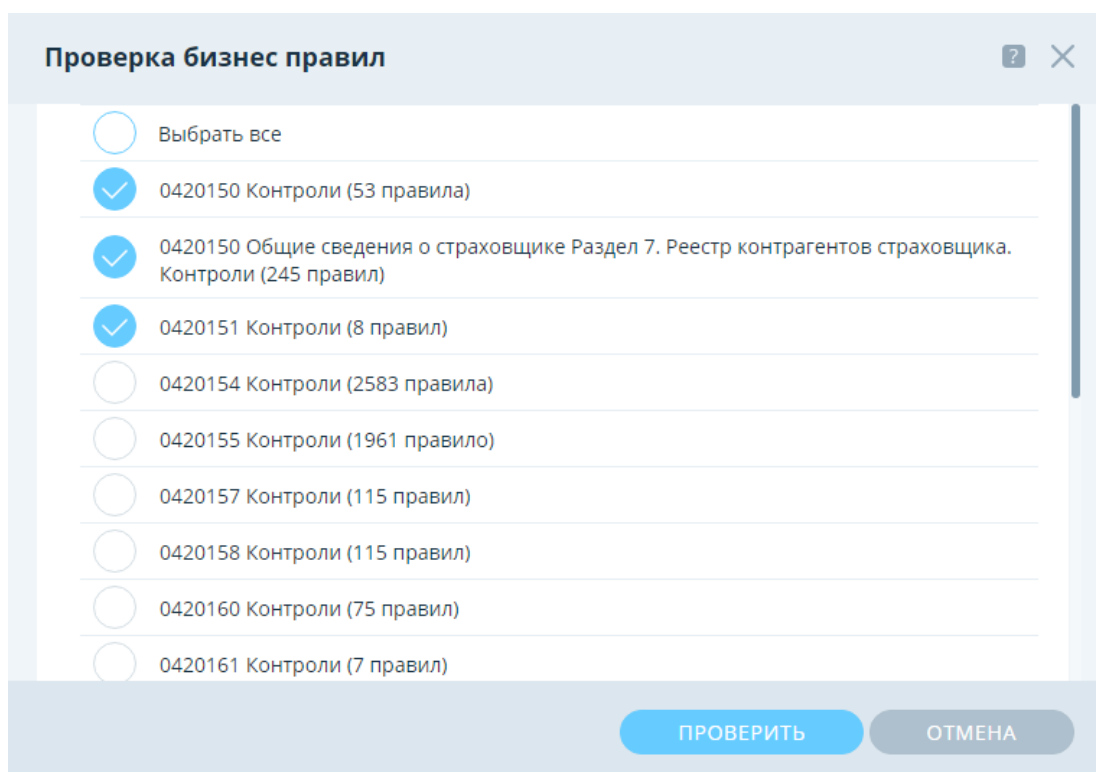 Проверка бизнес правил ?
Выбрать все
0420150 Контроли (53 правила)
0420150 Общие сведения о страховщике Раздел 7. Реестр контрагентов страховщика.
Контроли (245 правил)
0420151 Контроли (8 правил)
0420154 Контроли (2583 правила)
0420155 Контроли (1961 правило)
0420157 Контроли (115 правил)
0420158 Контроли (115 правил)
0420160 Контроли (75 правил)
0420161 Контроли (7 правил)
ПРОВЕРИТЬ ОТМЕНА